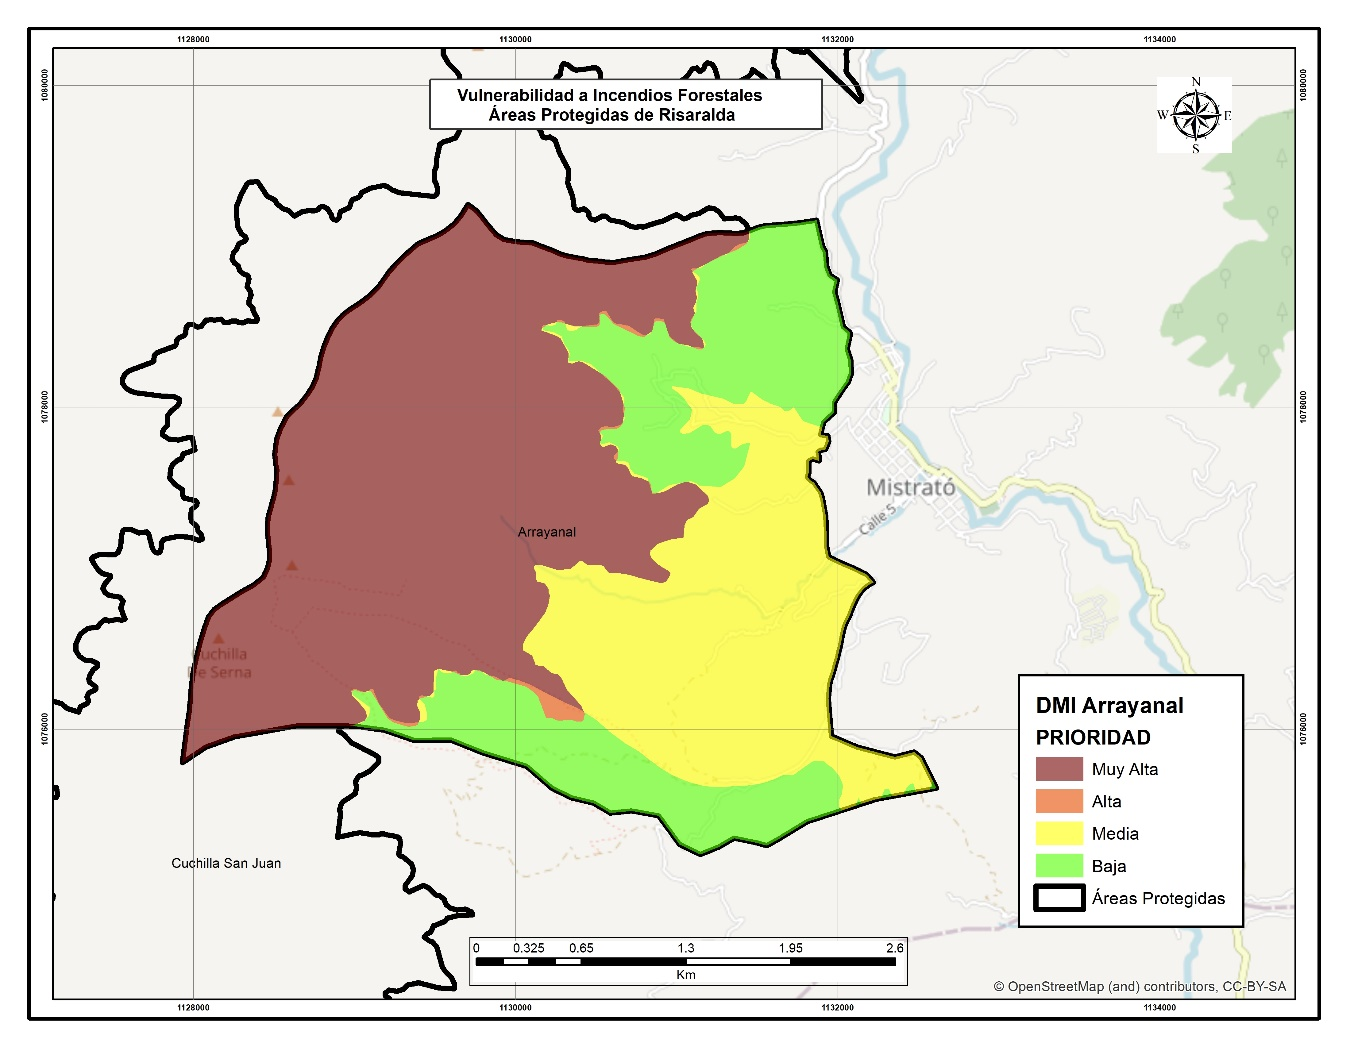 1128000
1130000
1132000
1134000
1080000
1080000
Vulnerabilidad a Incendios Forestales
Áreas Protegidas de Risaralda
N
W
E
S
1078000
1078000
Mistrató
Calle 5
Arrayanal
Cuchilla
De Serna
1076000
1076000
DMI Arrayanal
PRIORIDAD
Muy Alta
Alta
Media
Baja
Áreas Protegidas
Cuchilla San Juan
0 0.325 0.65 1.3 1.95 2.6
Km
© OpenStreetMap (and) contributors, CC-BY-SA
1128000
1130000
1132000
1134000